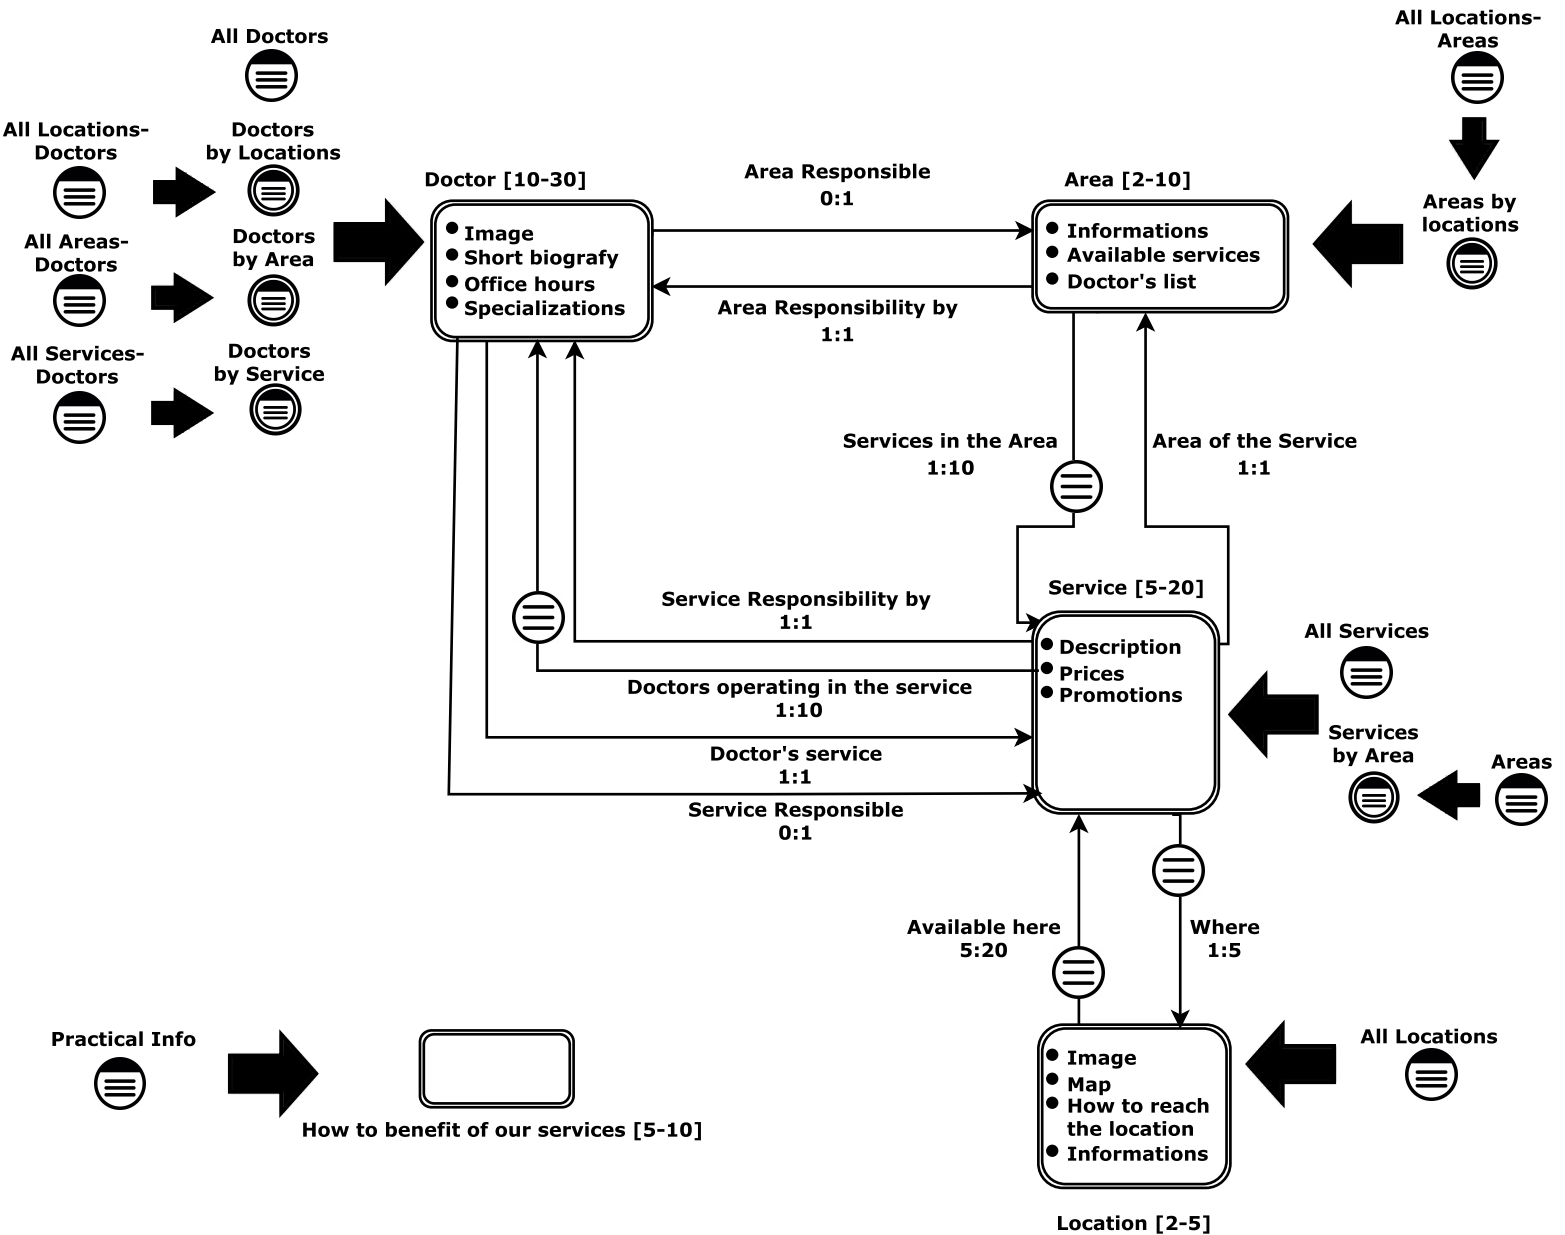 All Doctors
All Locations-
Doctors
Doctors
by Locations
All Areas-
Doctors
Doctors
by Area
All Services-
Doctors
Doctors
by Service
Doctor [10-30]
Image
Short biografy
Office hours
Specializations
Area Responsible
0:1
Area Responsibility by
1:1
Area [2-10]
Informations
Available services
Doctor's list
All Locations-
Areas
Areas by
locations
Services in the Area
1:10
Area of the Service
1:1
Service Responsibility by
1:1
Doctors operating in the service
1:10
Doctor's service
1:1
Service Responsible
0:1
Service [5-20]
Description
Prices
Promotions
All Services
Services
by Area
Areas
Available here
5:20
Where
1:5
Image
Map
How to reach
the location
Informations
Location [2-5]
All Locations
Practical Info
How to benefit of our services [5-10]